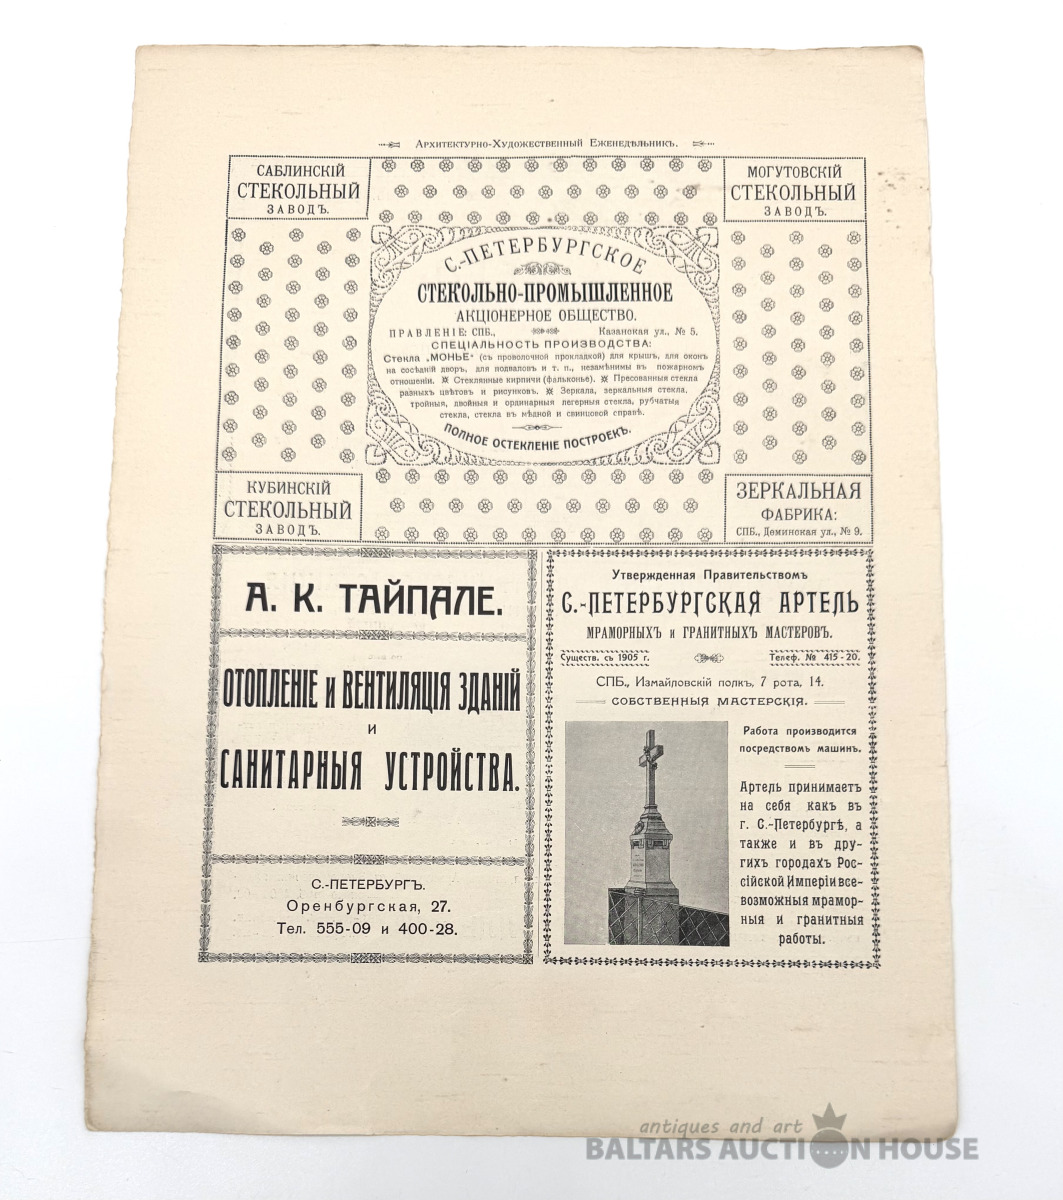 Архитектурно-Художественный Еженедѣльникъ.
САБЛИНСКІЙ
СТЕКОЛЬНЫЙ
ЗАВОДЪ.
МОГУТОВСКІЙ
СТЕКОЛЬНЫЙ
ЗАВОДЪ.
С.-ПЕТЕРБУРГСКОЕ
СТЕКОЛЬНО-ПРОМЫШЛЕННОЕ
АКЦІОНЕРНОЕ ОБЩЕСТВО.
ПРАВЛЕНІЕ: СПБ., Казанская ул., № 5.
СПЕЦІАЛЬНОСТЬ ПРОИЗВОДСТВА:
Стекла „МОНЬЕ“ (съ проволочной прокладкой) для крышъ, для оконъ
на сосѣдній дворъ, для подваловъ и т. п., незамѣнимы въ пожарномъ
отношеніи. ※ Стеклянные кирпичи (фальконье). ※ Прессованныя стекла
разныхъ цвѣтовъ и рисунковъ. ※ Зеркала, зеркальныя стекла,
тройныя, двойныя и ординарныя легерныя стекла, рубчатыя
стекла, стекла въ мѣдной и свинцовой справѣ.
ПОЛНОЕ ОСТЕКЛЕНІЕ ПОСТРОЕКЪ.
КУБИНСКІЙ
СТЕКОЛЬНЫЙ
ЗАВОДЪ.
ЗЕРКАЛЬНАЯ
ФАБРИКА:
СПБ., Деминская ул., № 9.
А. К. ТАЙПАЛЕ.
ОТОПЛЕНІЕ и ВЕНТИЛЯЦІЯ ЗДАНІЙ
И
САНИТАРНЫЯ УСТРОЙСТВА.
С.-ПЕТЕРБУРГЪ.
Оренбургская, 27.
Тел. 555-09 и 400-28.
Утвержденная Правительствомъ
С.-ПЕТЕРБУРГСКАЯ АРТЕЛЬ
МРАМОРНЫХЪ и ГРАНИТНЫХЪ МАСТЕРОВЪ.
Существ. съ 1905 г. Телеф. № 415-20.
СПБ., Измайловскій полкъ, 7 рота, 14.
СОБСТВЕННЫЯ МАСТЕРСКІЯ.
Работа производится
посредствомъ машинъ.
Артель принимаетъ
на себя какъ въ
г. С.-Петербургѣ, а
также и въ дру-
гихъ городахъ Рос-
сійской Имперіи все-
возможныя мрамор-
ныя и гранитныя
работы.
antiques and art
BALTARS AUCTION HOUSE